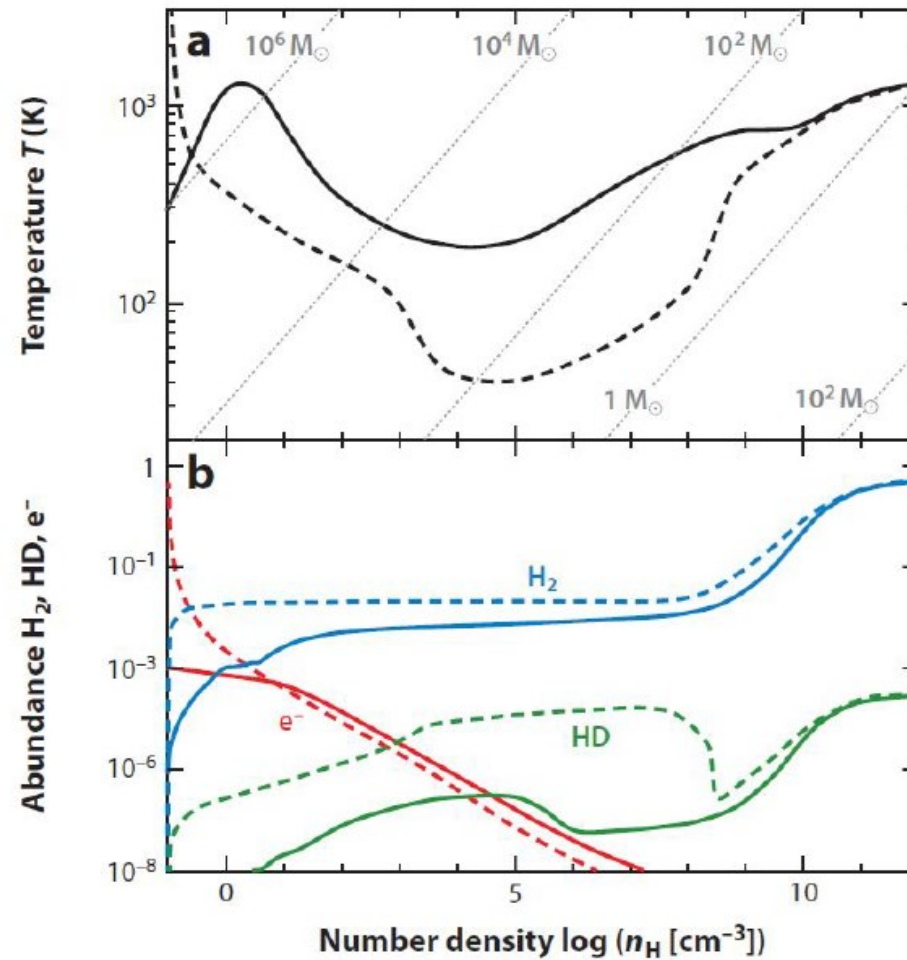 a
10⁶ M☉
10⁴ M☉
10² M☉
10³
10²
1 M☉
10² M☉
Temperature T (K)
b
1
10⁻¹
10⁻³
10⁻⁶
10⁻⁸
H₂
e⁻
HD
Abundance H₂, HD, e⁻
0
5
10
Number density log (n_H [cm⁻³])